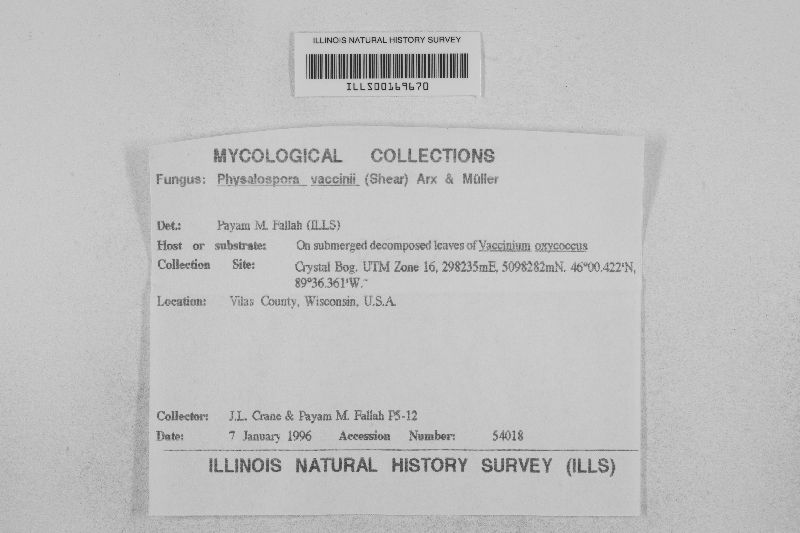 ILLINOIS NATURAL HISTORY SURVEY
ILLS00169670
MYCOLOGICAL COLLECTIONS
Fungus: Physalospora vaccinii (Shear) Arx & Müller
Det.: Payam M. Fallah (ILLS)
Host or substrate: On submerged decomposed leaves of Vaccinium oxycoccus
Collection Site: Crystal Bog. UTM Zone 16, 298235mE, 5098282mN. 46°00.422'N,
89°36.361'W.
Location: Vilas County, Wisconsin, U.S.A.
Collector: J.L. Crane & Payam M. Fallah P5-12
Date: 7 January 1996 Accession Number: 54018
ILLINOIS NATURAL HISTORY SURVEY (ILLS)